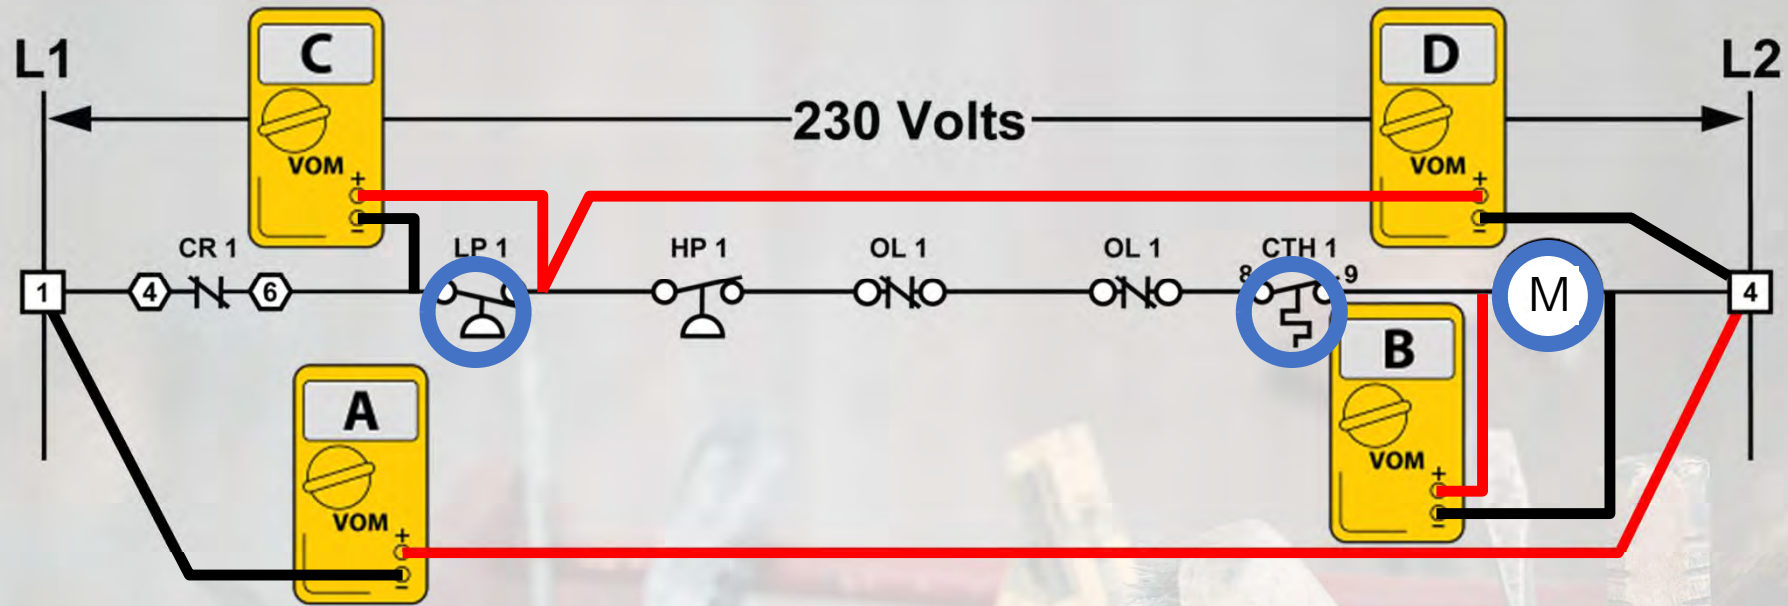 C
D
L1
L2
230 Volts
VOM
+
–
VOM
+
–
CR 1
LP 1
HP 1
OL 1
OL 1
CTH 1
8
9
1
4
6
M
4
A
B
VOM
+
–
VOM
+
–